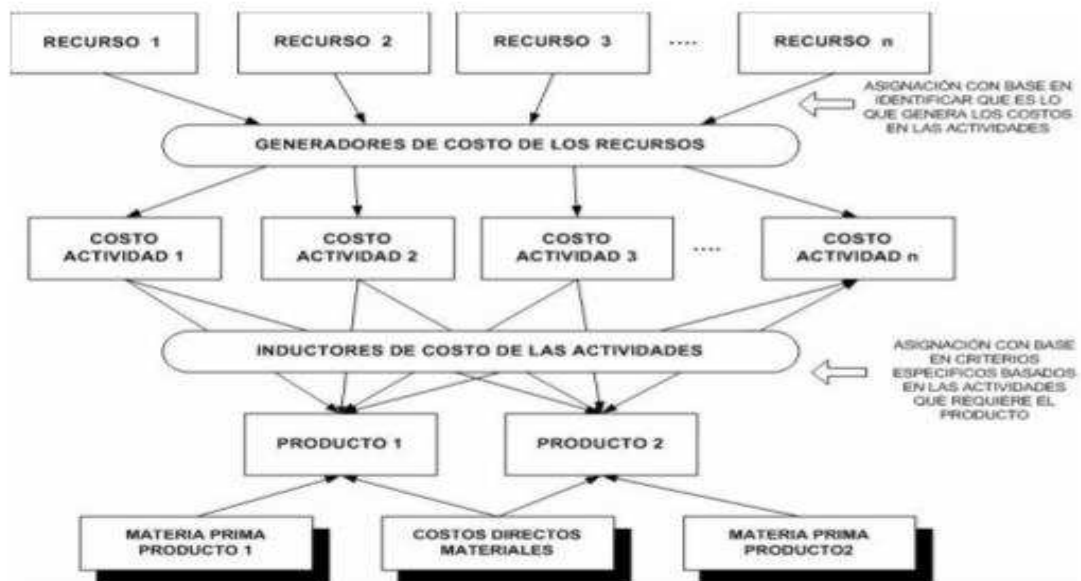 RECURSO 1
RECURSO 2
RECURSO 3
....
RECURSO n
ASIGNACIÓN CON BASE EN
IDENTIFICAR QUE ES LO
QUE GENERA LOS COSTOS
EN LAS ACTIVIDADES
GENERADORES DE COSTO DE LOS RECURSOS
COSTO
ACTIVIDAD 1
COSTO
ACTIVIDAD 2
COSTO
ACTIVIDAD 3
....
COSTO
ACTIVIDAD n
INDUCTORES DE COSTO DE LAS ACTIVIDADES
ASIGNACIÓN CON BASE
EN CRITERIOS
ESPECIFICOS BASADOS
EN LAS ACTIVIDADES
QUE REQUIERE EL
PRODUCTO
PRODUCTO 1
PRODUCTO 2
MATERIA PRIMA
PRODUCTO 1
COSTOS DIRECTOS
MATERIALES
MATERIA PRIMA
PRODUCTO2